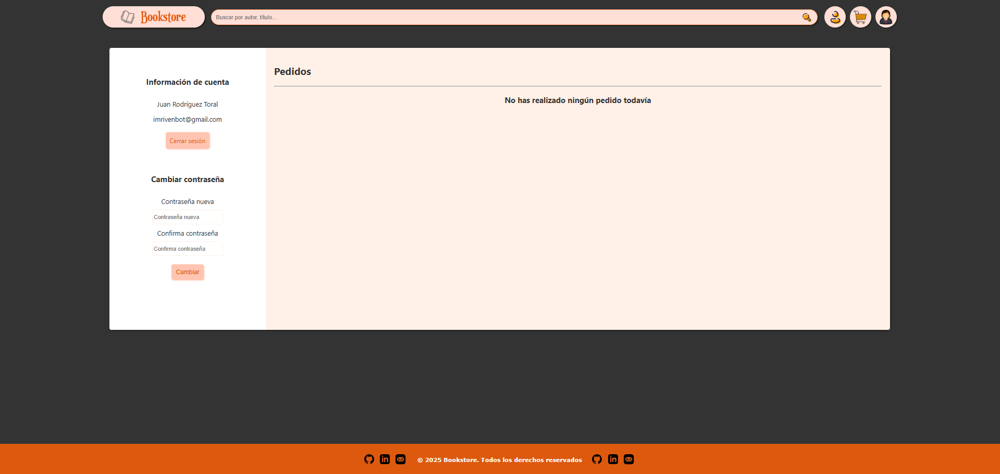 Bookstore
Buscar por autor, título...
Información de cuenta
Juan Rodríguez Toral
imrivenbot@gmail.com
Cerrar sesión
Cambiar contraseña
Contraseña nueva
Contraseña nueva
Confirma contraseña
Confirma contraseña
Cambiar
Pedidos
No has realizado ningún pedido todavía
in © 2025 Bookstore. Todos los derechos reservados in